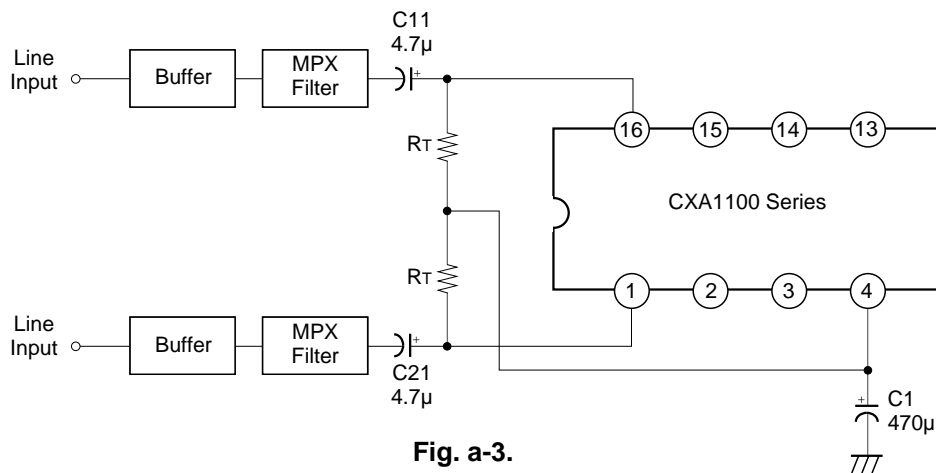 C11
4.7µ
Line
Input
Buffer
MPX
Filter
+
RT
16
15
14
13
CXA1100 Series
RT
1
2
3
4
Line
Input
Buffer
MPX
Filter
+
C21
4.7µ
+
C1
470µ
Fig. a-3.